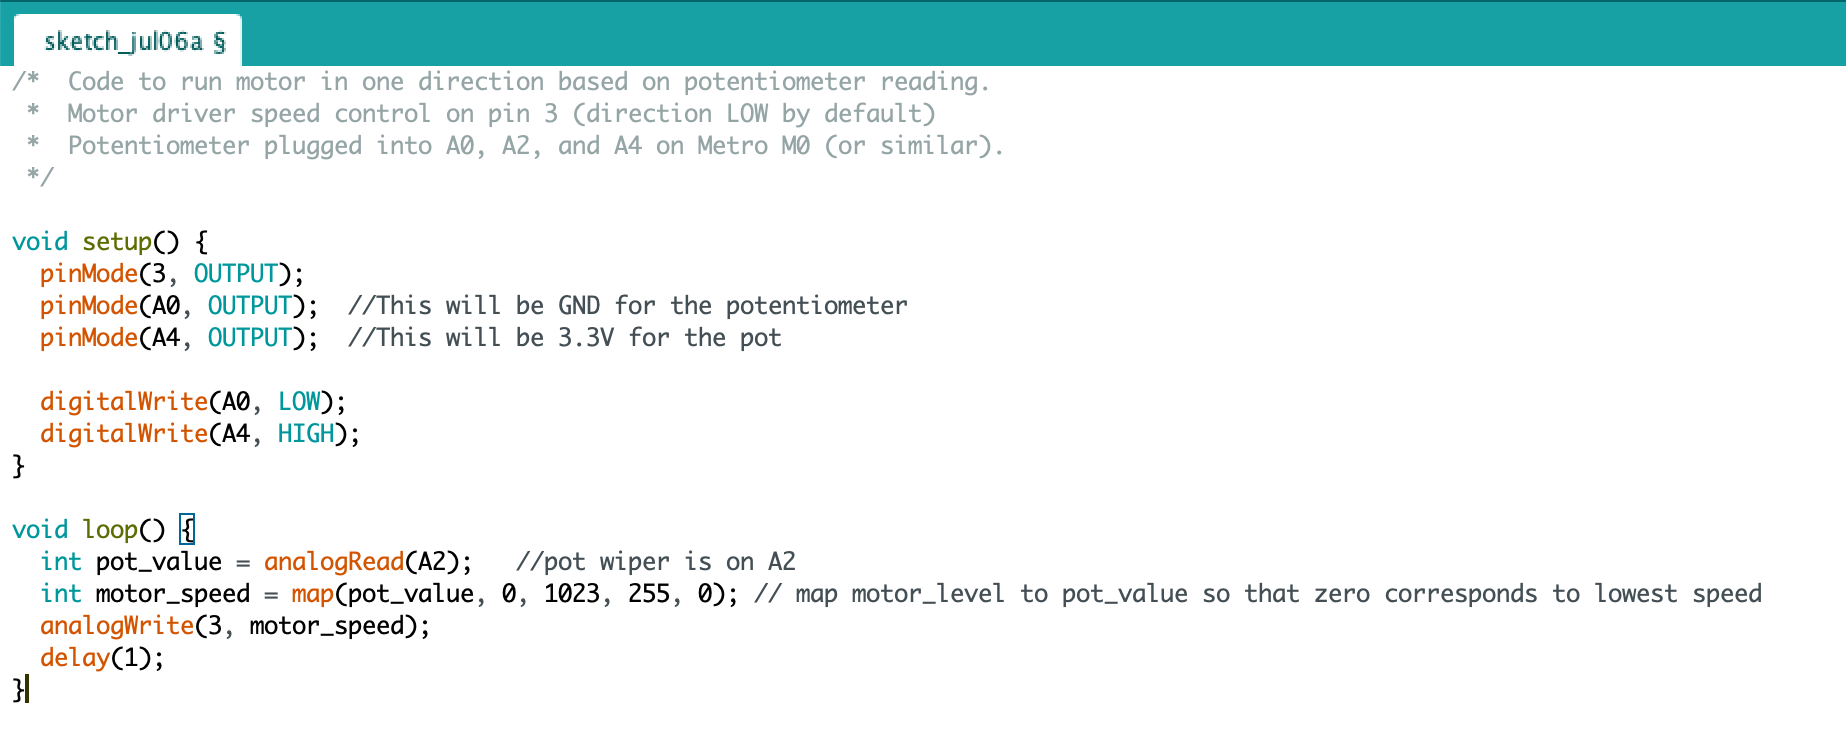 sketch_jul06a §
/*  Code to run motor in one direction based on potentiometer reading.
 *  Motor driver speed control on pin 3 (direction LOW by default)
 *  Potentiometer plugged into A0, A2, and A4 on Metro M0 (or similar).
 */
void setup() {
  pinMode(3, OUTPUT);
  pinMode(A0, OUTPUT);  //This will be GND for the potentiometer
  pinMode(A4, OUTPUT);  //This will be 3.3V for the pot
  digitalWrite(A0, LOW);
  digitalWrite(A4, HIGH);
}
void loop() {
  int pot_value = analogRead(A2);   //pot wiper is on A2
  int motor_speed = map(pot_value, 0, 1023, 255, 0); // map motor_level to pot_value so that zero corresponds to lowest speed
  analogWrite(3, motor_speed);
  delay(1);
}